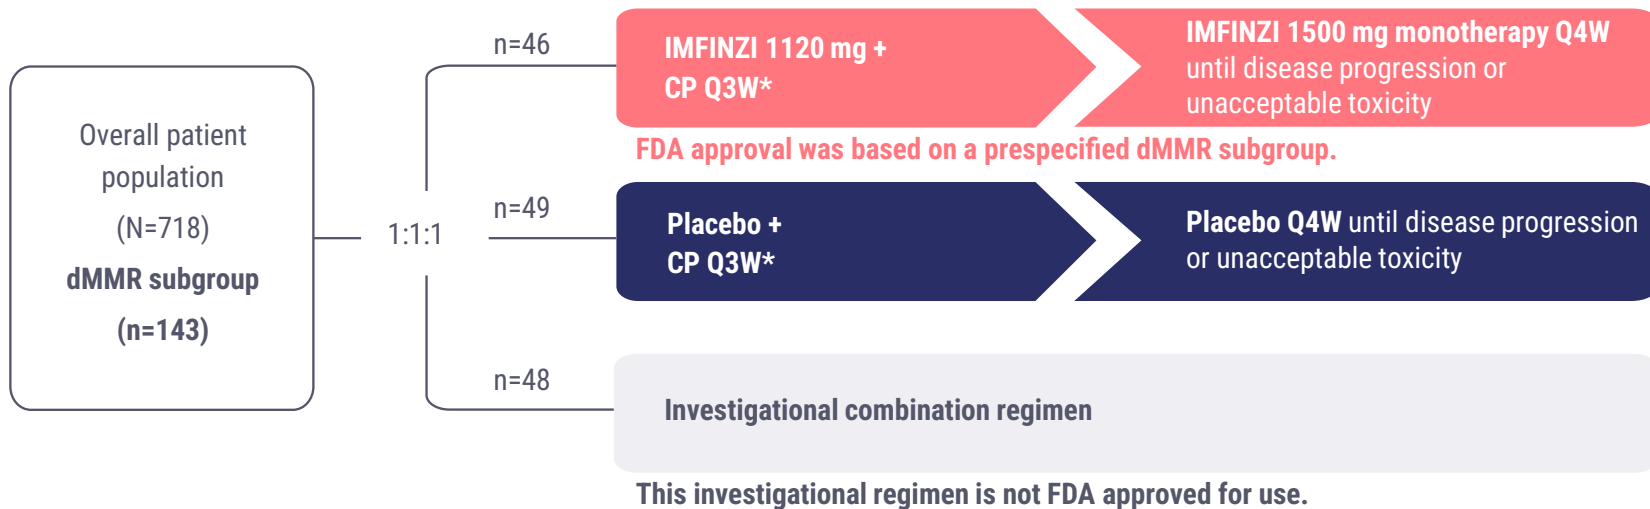 Overall patient
population
(N=718)
dMMR subgroup
(n=143)
1:1:1
n=46
IMFINZI 1120 mg +
CP Q3W*
IMFINZI 1500 mg monotherapy Q4W
until disease progression or
unacceptable toxicity
FDA approval was based on a prespecified dMMR subgroup.
n=49
Placebo +
CP Q3W*
Placebo Q4W until disease progression
or unacceptable toxicity
n=48
Investigational combination regimen
This investigational regimen is not FDA approved for use.